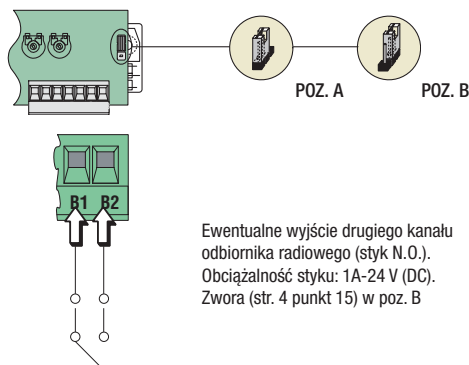 POZ. A
POZ. B
B1 B2
Ewentualne wyjście drugiego kanału
odbiornika radiowego (styk N.O.).
Obciążalność styku: 1A-24 V (DC).
Zwora (str. 4 punkt 15) w poz. B